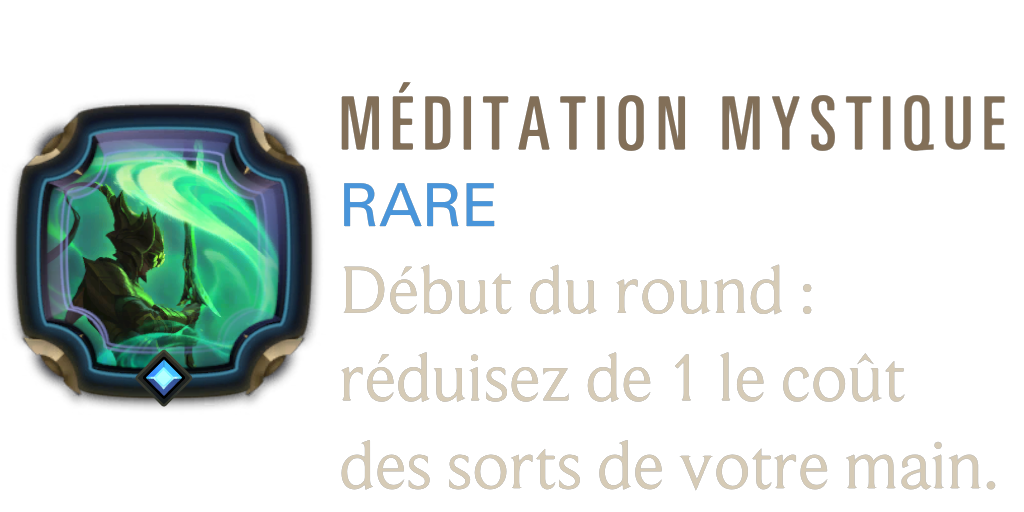 MÉDITATION MYSTIQUE
RARE
Début du round :
réduisez de 1 le coût
des sorts de votre main.